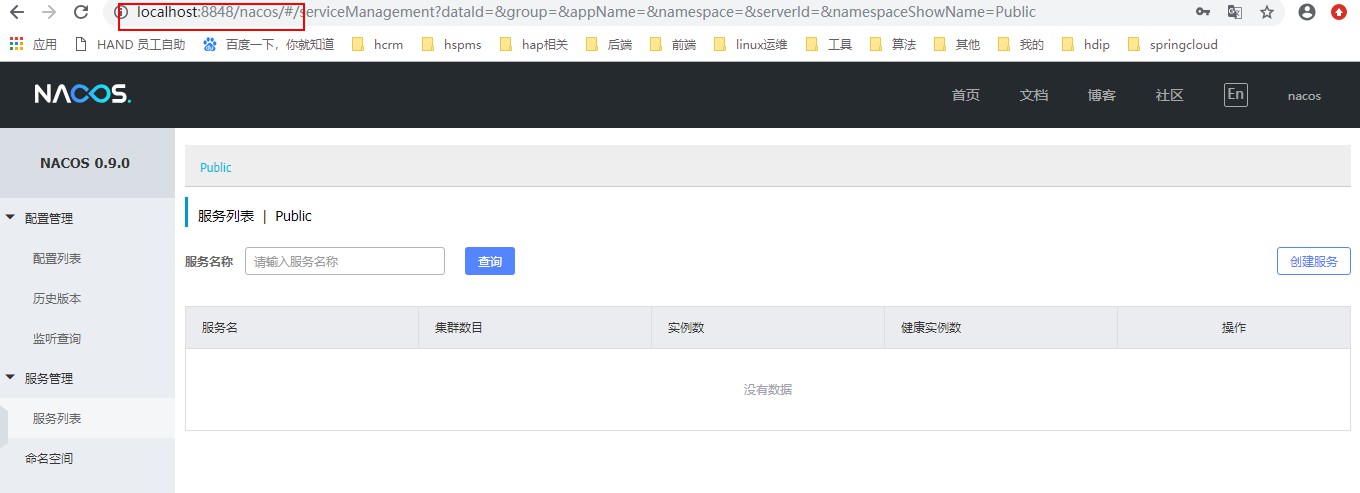 localhost:8848/nacos/#/serviceManagement?dataId=&group=&appName=&namespace=&serverId=&namespaceShowName=Public
应用 HAND 员工自助 百度一下，你就知道 hcrm hspms hap相关 后端 前端 linux运维 工具 算法 其他 我的 hdip springcloud
NACOS. 首页 文档 博客 社区 En nacos
NACOS 0.9.0
Public
配置管理
服务列表 | Public
配置列表
服务名称 请输入服务名称 查询 创建服务
历史版本
服务名 集群数目 实例数 健康实例数 操作
监听查询
服务管理
没有数据
服务列表
命名空间